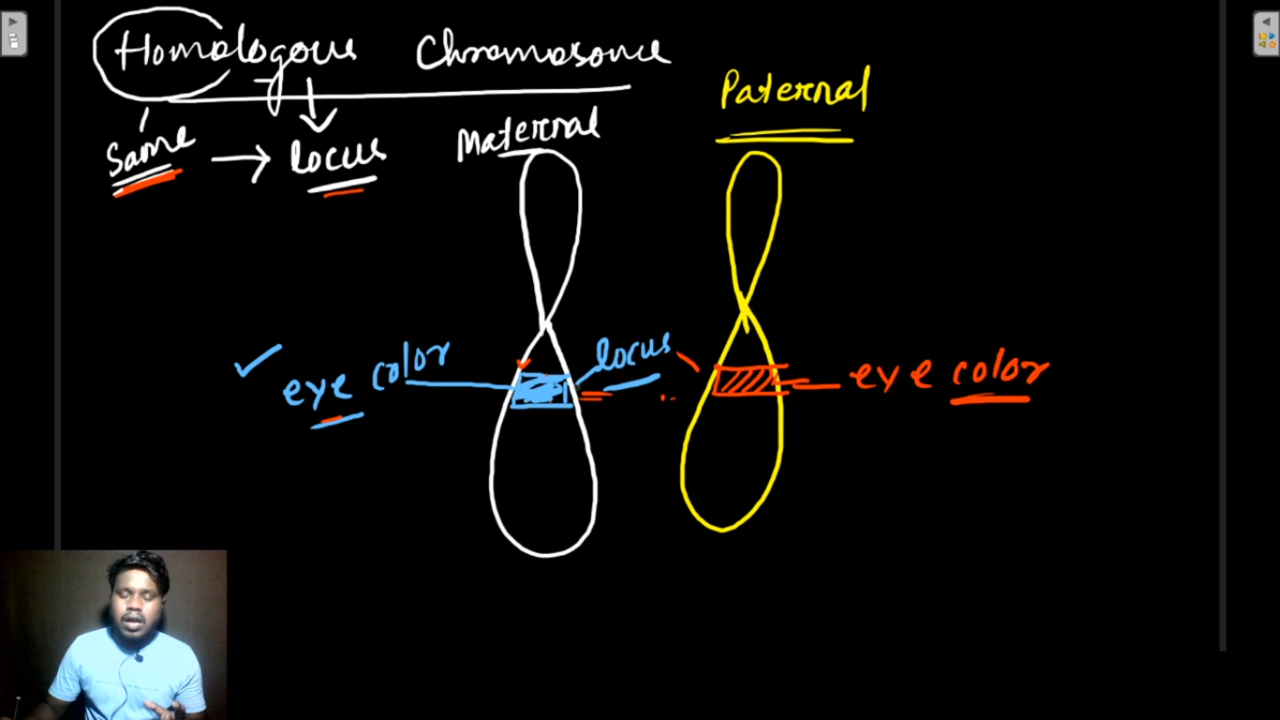 Homologous Chromosome
Paternal
Maternal
Same → locus
locus
eye color
eye color